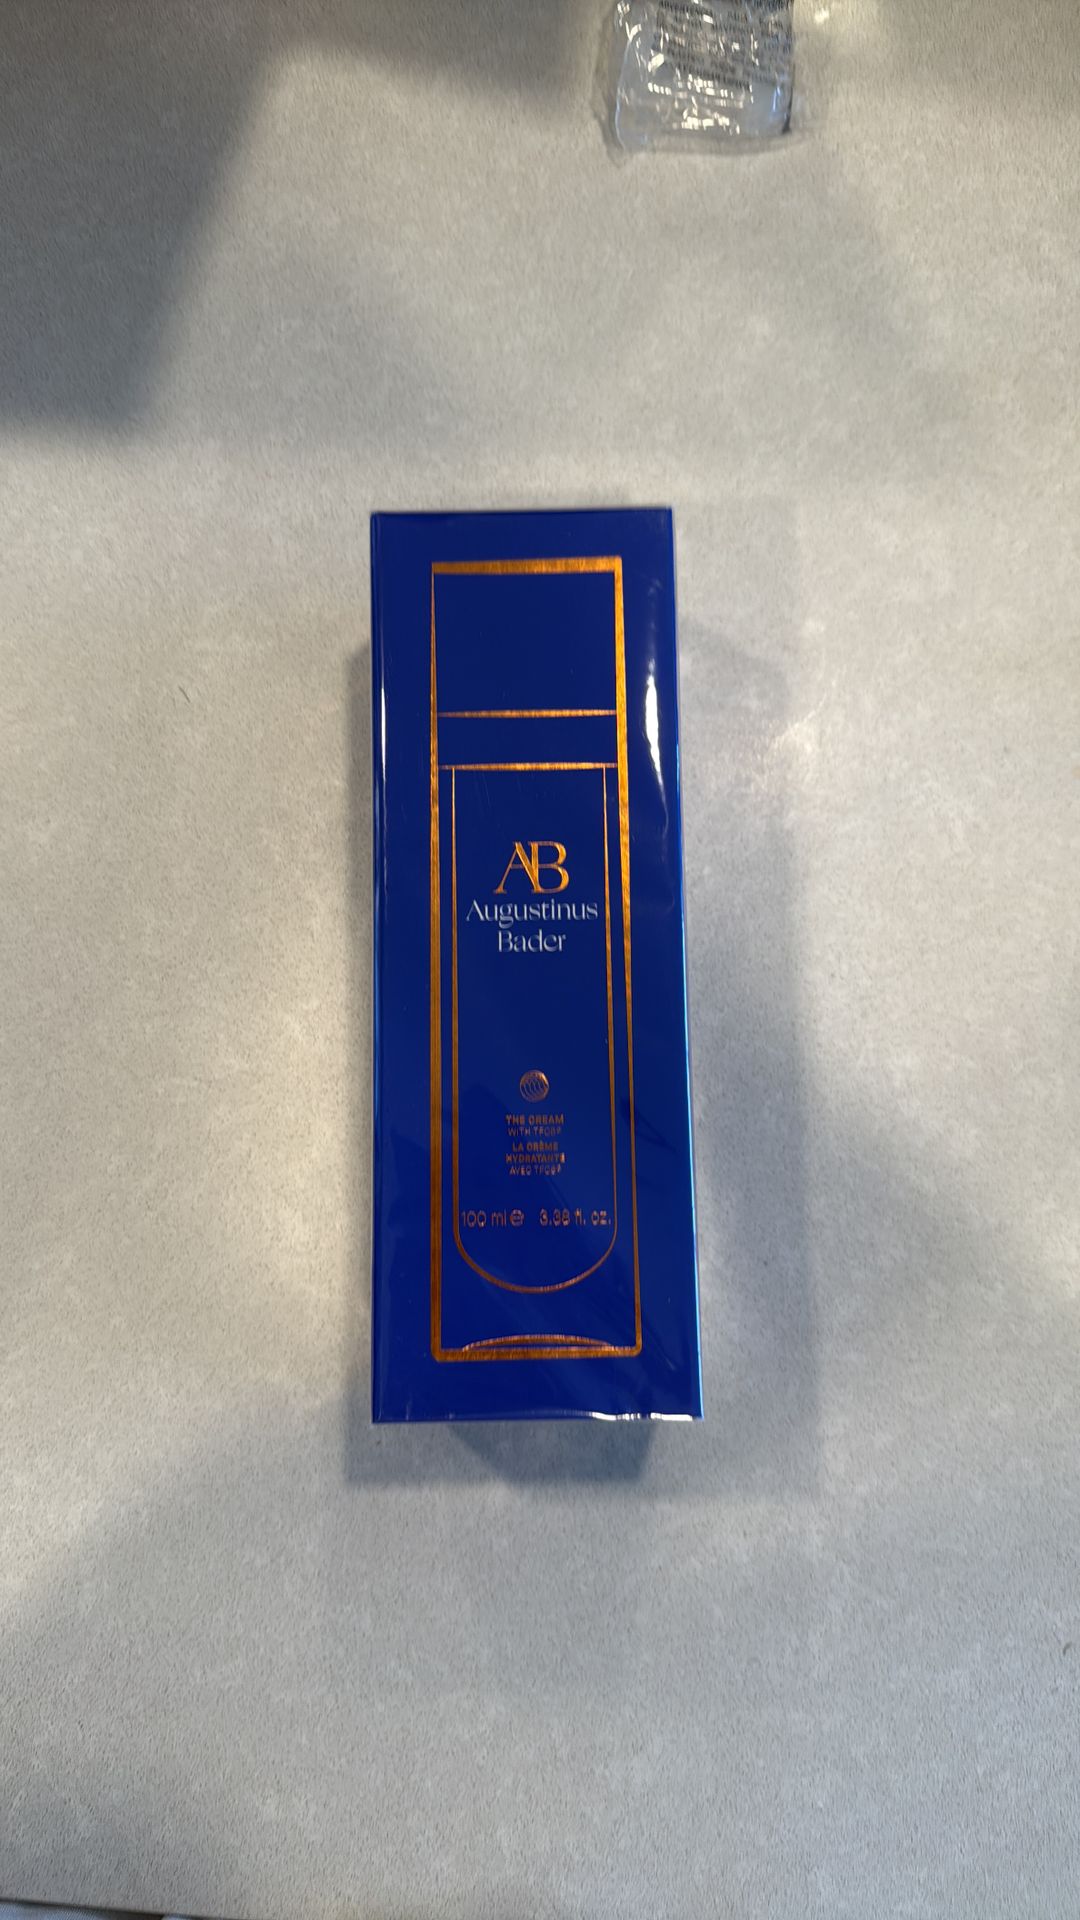 AB
Augustinus
Bader
THE CREAM
WITH TFC8®
LA CRÈME
HYDRATANTE
AVEC TFC8®
100 ml ℮ 3.38 fl. oz.